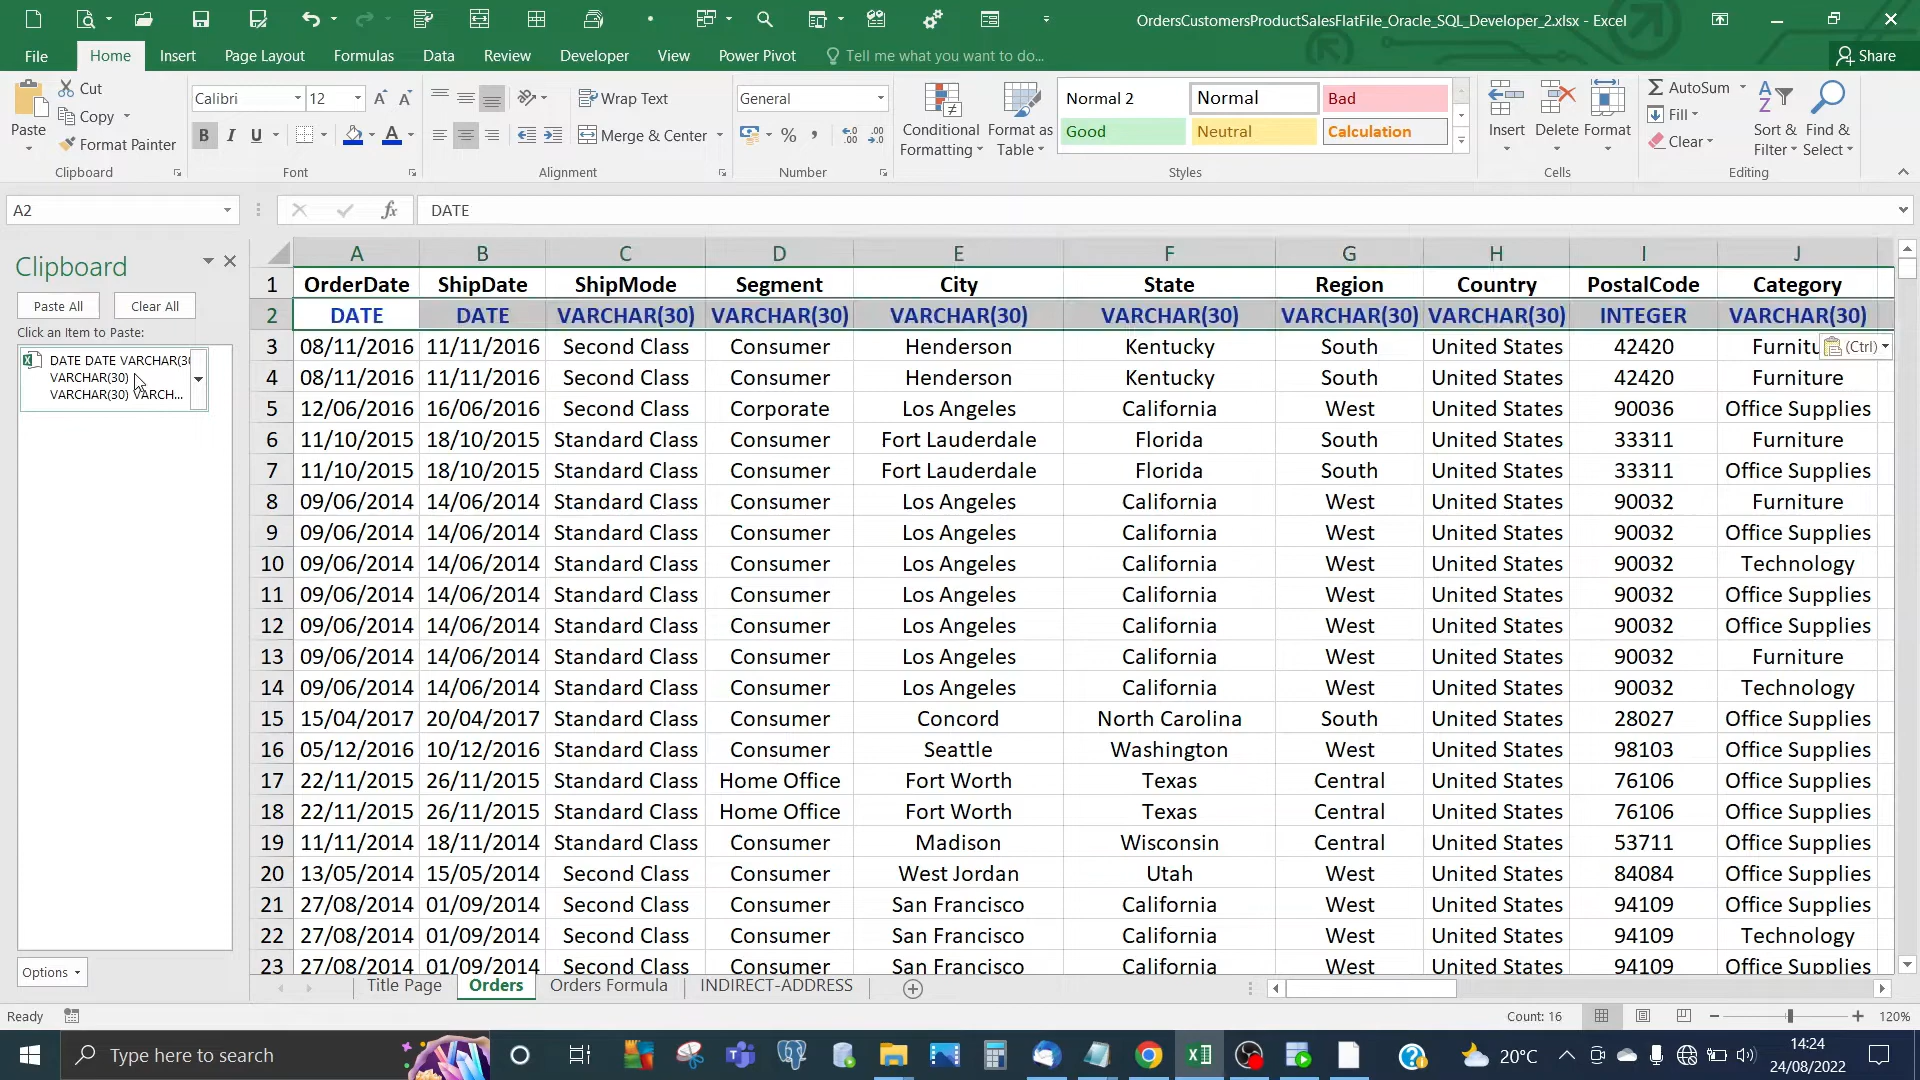 OrdersCustomersProductSalesFlatFile_Oracle_SQL_Developer_2.xlsx - Excel
File Home Insert Page Layout Formulas Data Review Developer View Power Pivot Tell me what you want to do... Share
Paste
Cut
Copy
Format Painter
Clipboard
Calibri 12
B I U
Font
Wrap Text
Merge & Center
Alignment
General
Number
Conditional Formatting
Format as Table
Normal 2 Normal Bad
Good Neutral Calculation
Styles
Insert Delete Format
Cells
AutoSum
Fill
Clear
Sort & Filter
Find & Select
Editing
A2 fx DATE
Clipboard
Paste All Clear All
Click an Item to Paste:
DATE DATE VARCHAR(30
VARCHAR(30)
VARCHAR(30) VARCH...
Options
A B C D E F G H I J
1 OrderDate ShipDate ShipMode Segment City State Region Country PostalCode Category
2 DATE DATE VARCHAR(30) VARCHAR(30) VARCHAR(30) VARCHAR(30) VARCHAR(30) VARCHAR(30) INTEGER VARCHAR(30)
3 08/11/2016 11/11/2016 Second Class Consumer Henderson Kentucky South United States 42420 Furnitu (Ctrl)
4 08/11/2016 11/11/2016 Second Class Consumer Henderson Kentucky South United States 42420 Furniture
5 12/06/2016 16/06/2016 Second Class Corporate Los Angeles California West United States 90036 Office Supplies
6 11/10/2015 18/10/2015 Standard Class Consumer Fort Lauderdale Florida South United States 33311 Furniture
7 11/10/2015 18/10/2015 Standard Class Consumer Fort Lauderdale Florida South United States 33311 Office Supplies
8 09/06/2014 14/06/2014 Standard Class Consumer Los Angeles California West United States 90032 Furniture
9 09/06/2014 14/06/2014 Standard Class Consumer Los Angeles California West United States 90032 Office Supplies
10 09/06/2014 14/06/2014 Standard Class Consumer Los Angeles California West United States 90032 Technology
11 09/06/2014 14/06/2014 Standard Class Consumer Los Angeles California West United States 90032 Office Supplies
12 09/06/2014 14/06/2014 Standard Class Consumer Los Angeles California West United States 90032 Office Supplies
13 09/06/2014 14/06/2014 Standard Class Consumer Los Angeles California West United States 90032 Furniture
14 09/06/2014 14/06/2014 Standard Class Consumer Los Angeles California West United States 90032 Technology
15 15/04/2017 20/04/2017 Standard Class Consumer Concord North Carolina South United States 28027 Office Supplies
16 05/12/2016 10/12/2016 Standard Class Consumer Seattle Washington West United States 98103 Office Supplies
17 22/11/2015 26/11/2015 Standard Class Home Office Fort Worth Texas Central United States 76106 Office Supplies
18 22/11/2015 26/11/2015 Standard Class Home Office Fort Worth Texas Central United States 76106 Office Supplies
19 11/11/2014 18/11/2014 Standard Class Consumer Madison Wisconsin Central United States 53711 Office Supplies
20 13/05/2014 15/05/2014 Second Class Consumer West Jordan Utah West United States 84084 Office Supplies
21 27/08/2014 01/09/2014 Second Class Consumer San Francisco California West United States 94109 Office Supplies
22 27/08/2014 01/09/2014 Second Class Consumer San Francisco California West United States 94109 Technology
23 27/08/2014 01/09/2014 Second Class Consumer San Francisco California West United States 94109 Office Supplies
Title Page Orders Orders Formula INDIRECT-ADDRESS
Ready Count: 16 120%
Type here to search 20°C 14:24
24/08/2022